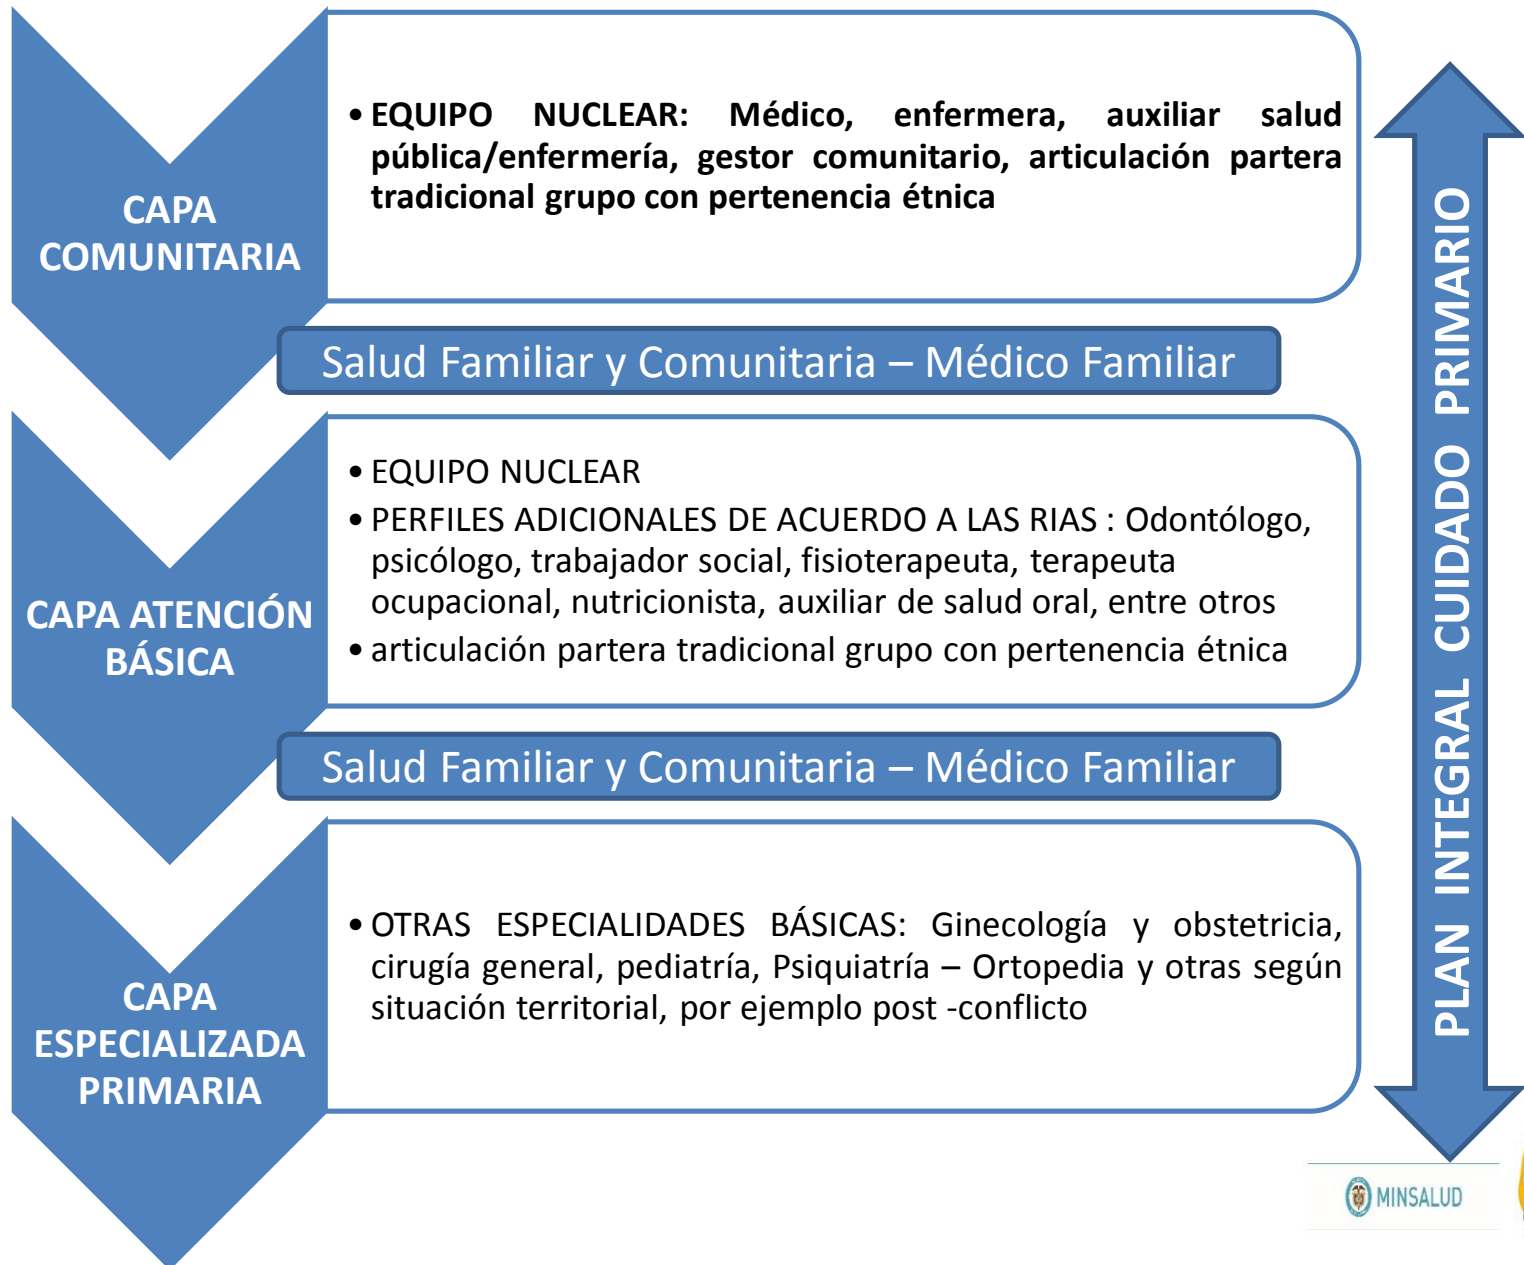 CAPA
COMUNITARIA
• EQUIPO NUCLEAR: Médico, enfermera, auxiliar salud
pública/enfermería, gestor comunitario, articulación partera
tradicional grupo con pertenencia étnica
Salud Familiar y Comunitaria – Médico Familiar
CAPA ATENCIÓN
BÁSICA
• EQUIPO NUCLEAR
• PERFILES ADICIONALES DE ACUERDO A LAS RIAS : Odontólogo,
psicólogo, trabajador social, fisioterapeuta, terapeuta
ocupacional, nutricionista, auxiliar de salud oral, entre otros
• articulación partera tradicional grupo con pertenencia étnica
Salud Familiar y Comunitaria – Médico Familiar
CAPA
ESPECIALIZADA
PRIMARIA
• OTRAS ESPECIALIDADES BÁSICAS: Ginecología y obstetricia,
cirugía general, pediatría, Psiquiatría – Ortopedia y otras según
situación territorial, por ejemplo post -conflicto
PLAN INTEGRAL CUIDADO PRIMARIO
MINSALUD